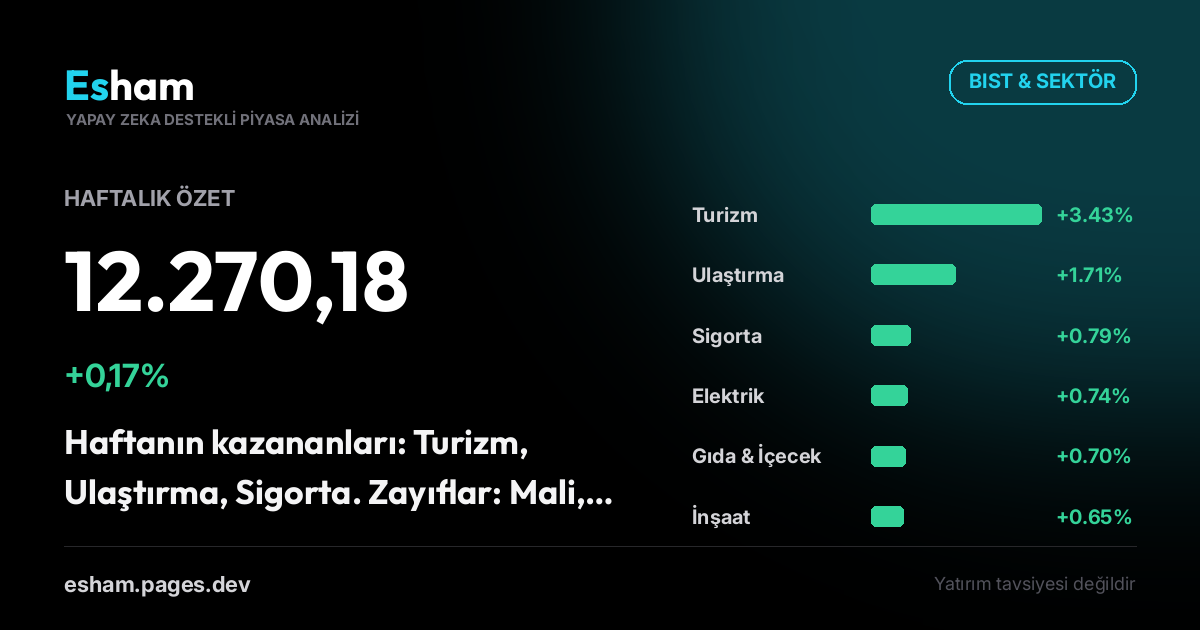 Esham
YAPAY ZEKA DESTEKLİ PİYASA ANALİZİ
BIST & SEKTÖR
HAFTALIK ÖZET
12.270,18
+0,17%
Haftanın kazananları: Turizm,
Ulaştırma, Sigorta. Zayıflar: Mali,...
Turizm +3.43%
Ulaştırma +1.71%
Sigorta +0.79%
Elektrik +0.74%
Gıda & İçecek +0.70%
İnşaat +0.65%
esham.pages.dev
Yatırım tavsiyesi değildir